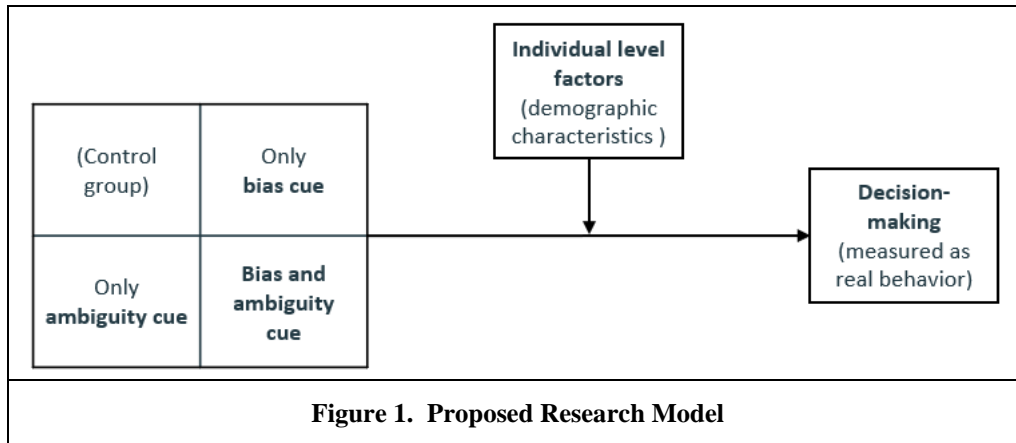 Individual level
factors
(demographic
characteristics )
(Control
group)
Only
bias cue
Only
ambiguity cue
Bias and
ambiguity
cue
Decision-
making
(measured as
real behavior)
Figure 1.  Proposed Research Model